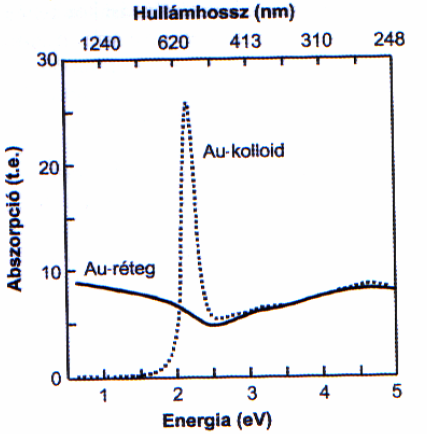 Hullámhossz (nm)
1240 620 413 310 248
30
20
10
0
Abszorpció (t.e.)
Au-kolloid
Au-réteg
1 2 3 4 5
Energia (eV)